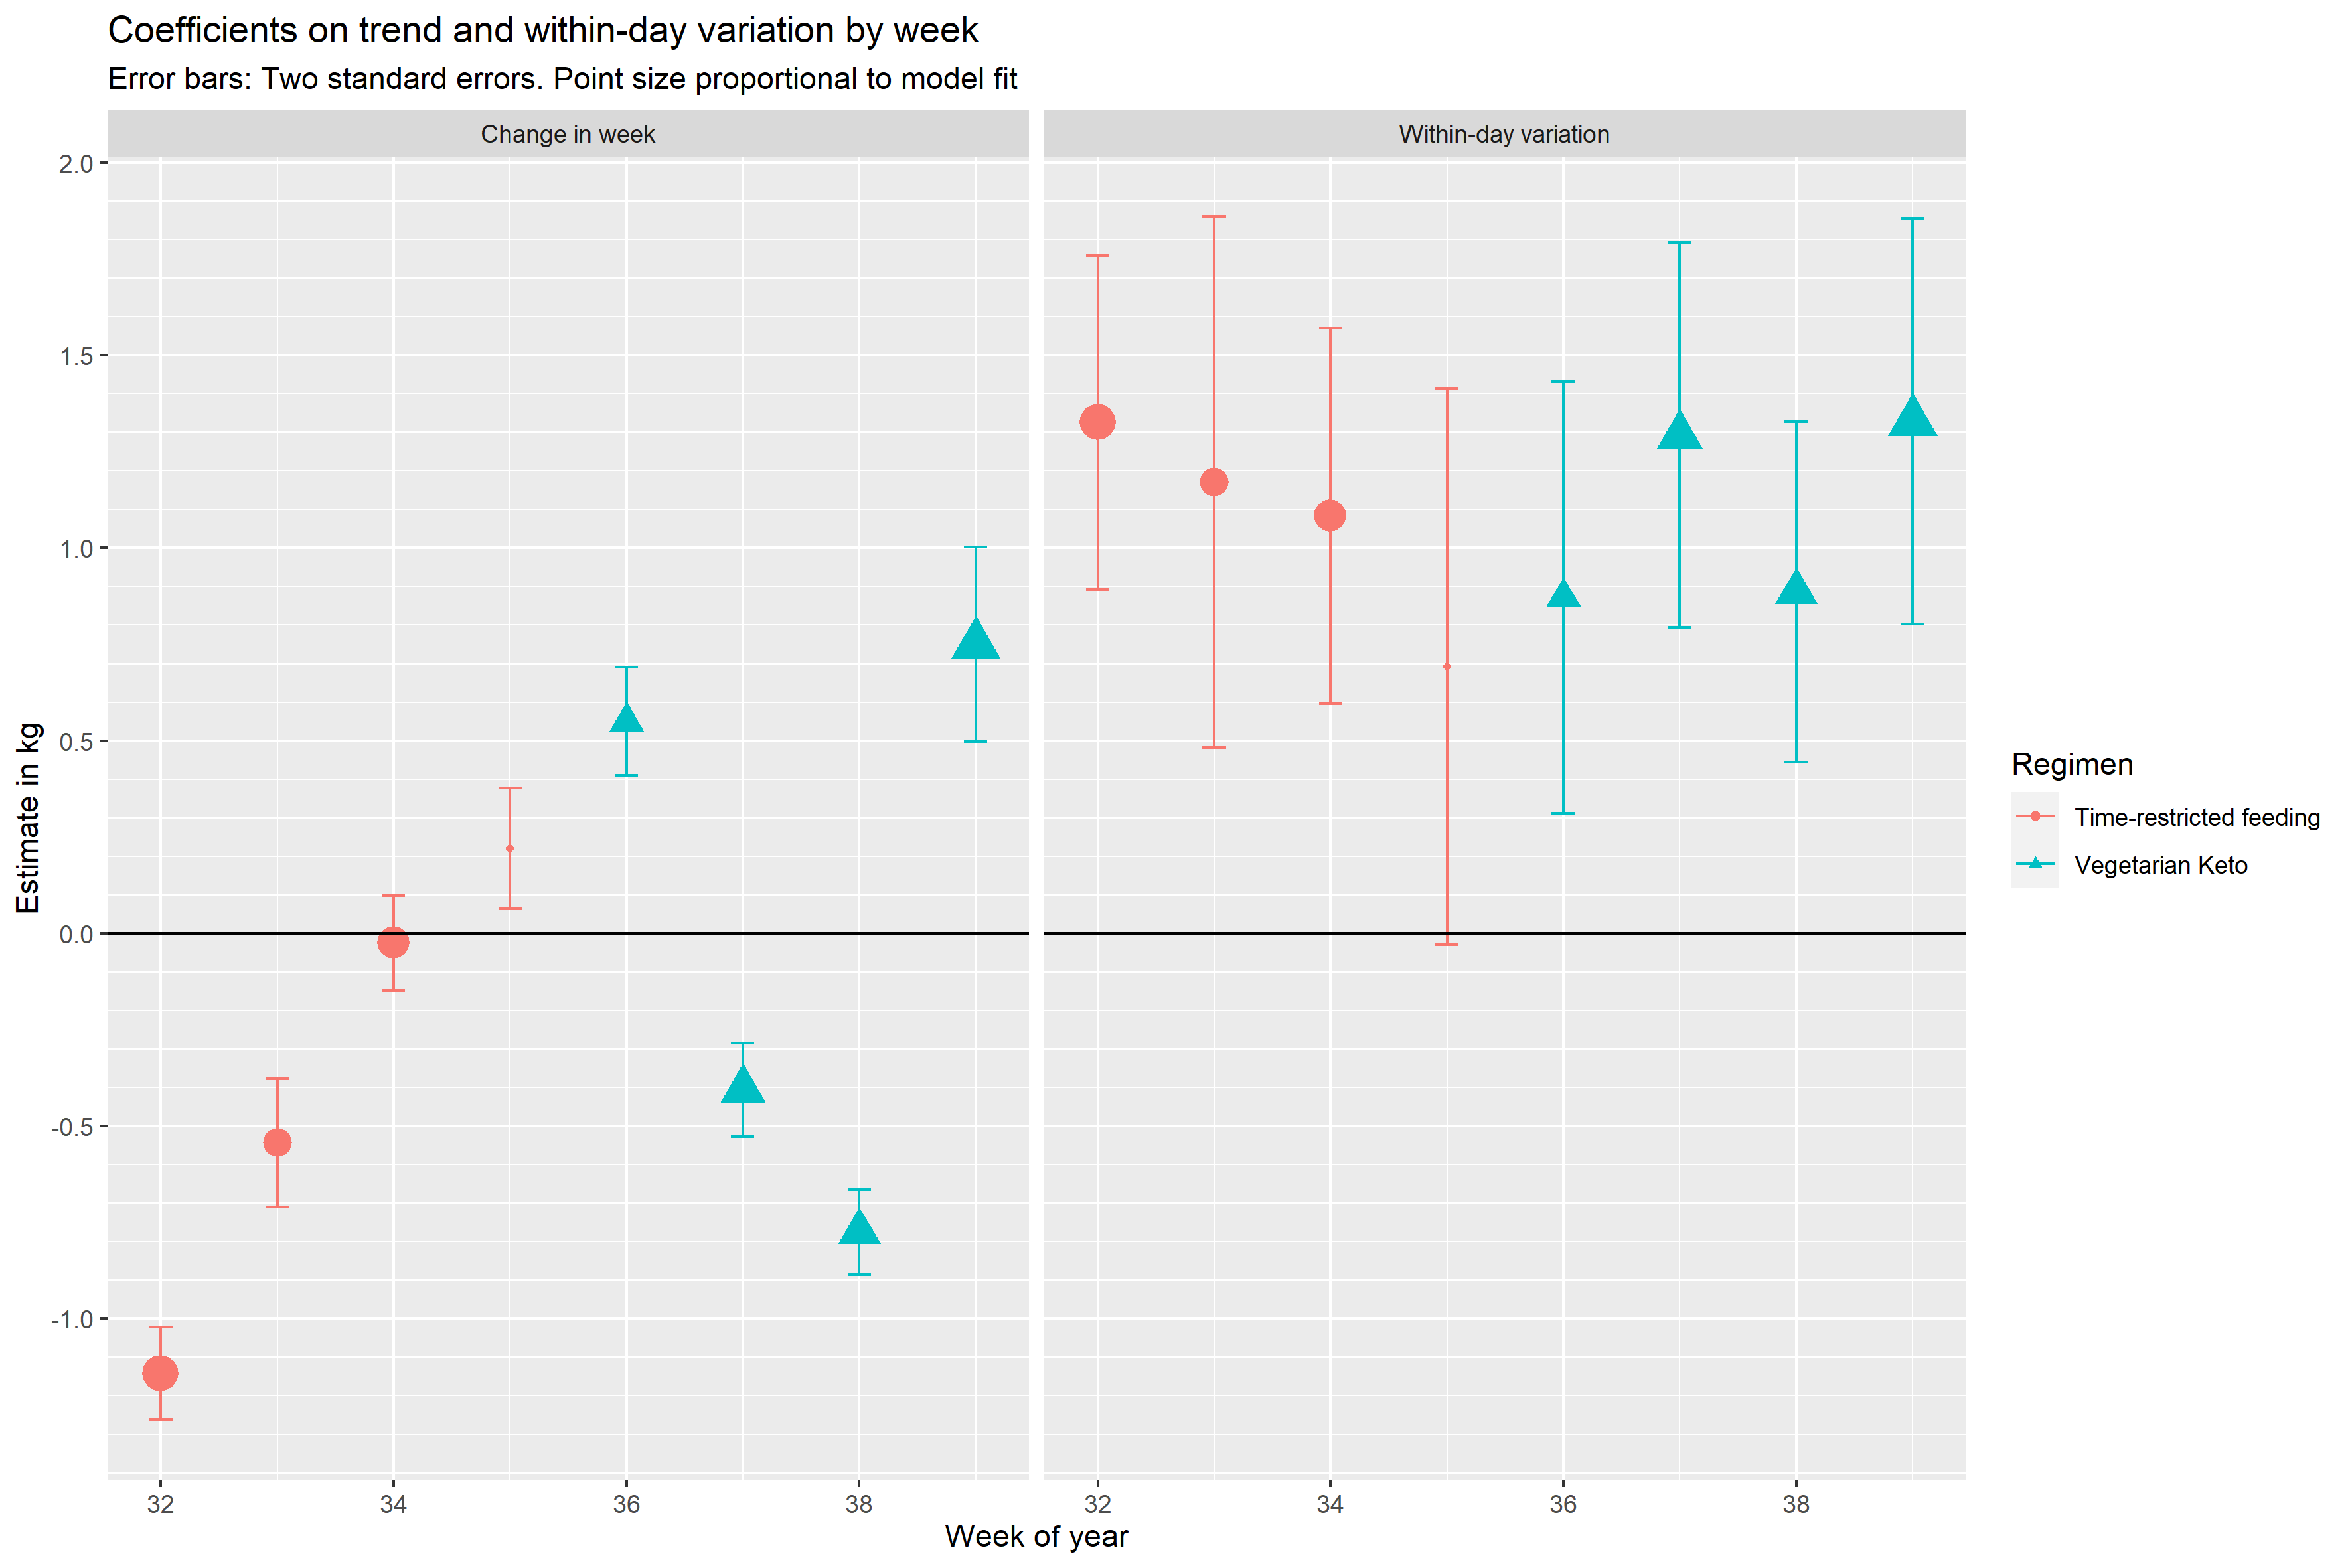 Coefficients on trend and within-day variation by week
Error bars: Two standard errors. Point size proportional to model fit
Change in week
Within-day variation
2.0
1.5
1.0
0.5
0.0
-0.5
-1.0
Estimate in kg
32 34 36 38
32 34 36 38
Week of year
Regimen
Time-restricted feeding
Vegetarian Keto